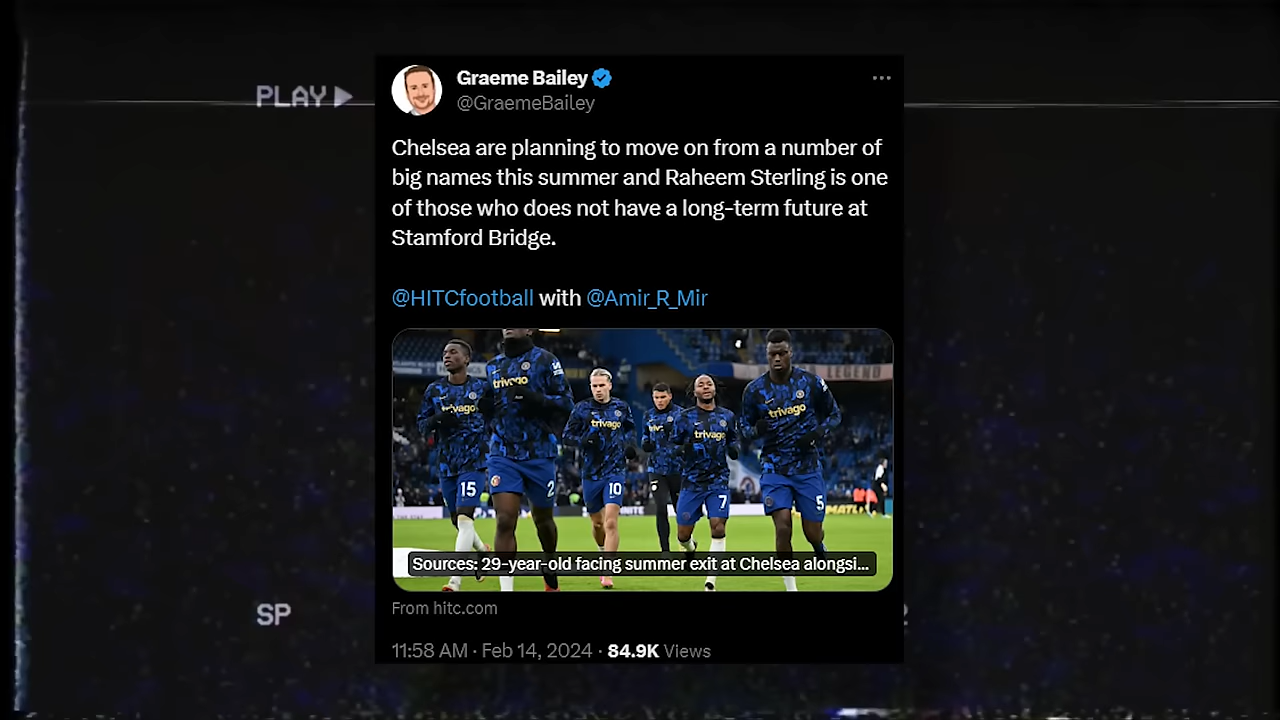 PLAY
Graeme Bailey
@GraemeBailey
Chelsea are planning to move on from a number of
big names this summer and Raheem Sterling is one
of those who does not have a long-term future at
Stamford Bridge.
@HITCfootball with @Amir_R_Mir
LEGEND
trivago
trivago
trivago
trivago
trivago
15
2
10
7
5
Sources: 29-year-old facing summer exit at Chelsea alongsi...
From hitc.com
SP
11:58 AM · Feb 14, 2024 · 84.9K Views